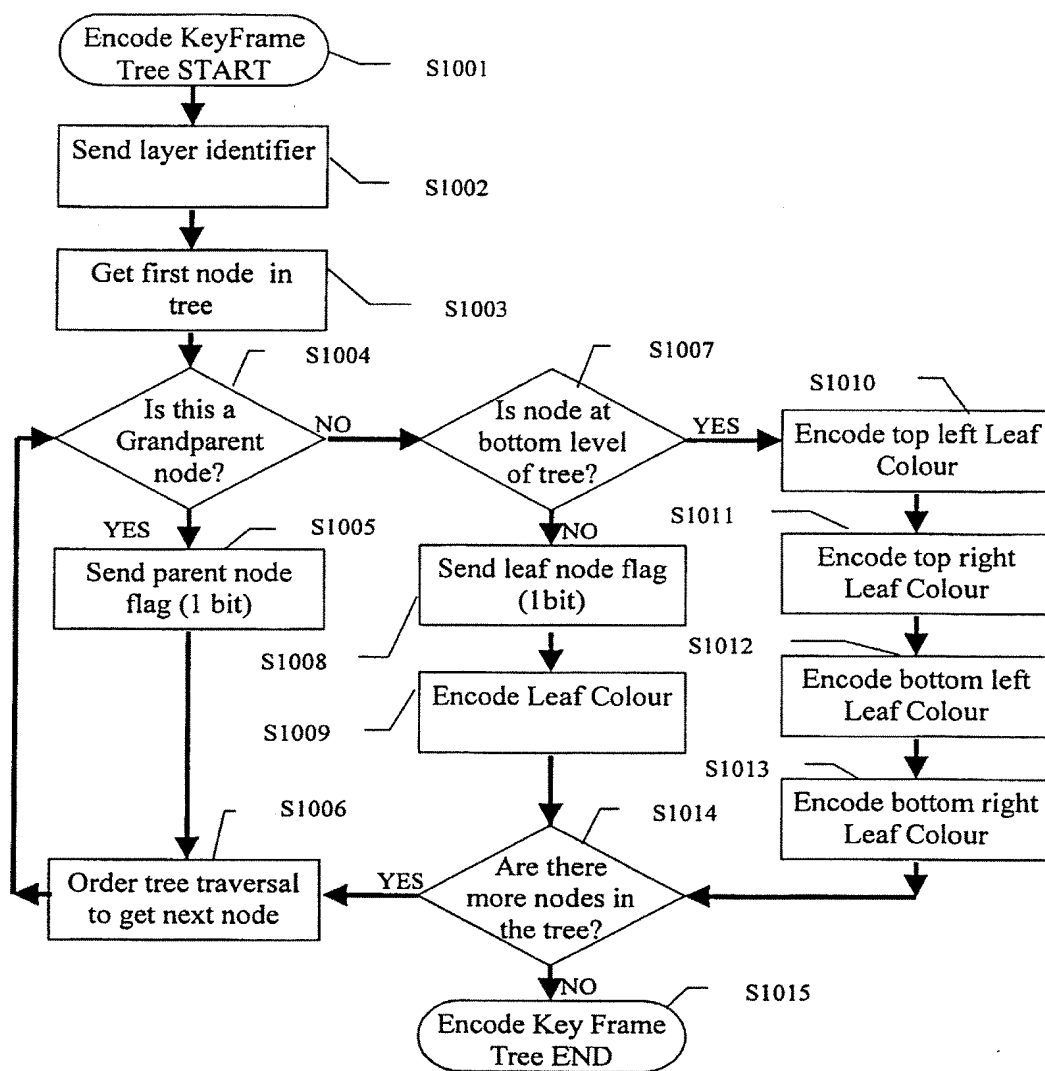 Encode KeyFrame
Tree START
S1001
Send layer identifier
S1002
Get first node in
tree
S1003
S1004
Is this a
Grandparent
node?
NO
YES
S1005
Send parent node
flag (1 bit)
S1006
Order tree traversal
to get next node
S1007
Is node at
bottom level
of tree?
YES
NO
Send leaf node flag
(1bit)
S1008
Encode Leaf Colour
S1009
S1010
Encode top left Leaf
Colour
S1011
Encode top right
Leaf Colour
S1012
Encode bottom left
Leaf Colour
S1013
Encode bottom right
Leaf Colour
S1014
Are there
more nodes in
the tree?
YES
NO
S1015
Encode Key Frame
Tree END